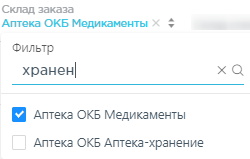 Склад заказа
Аптека ОКБ Медикаменты
Фильтр
хранен
Аптека ОКБ Медикаменты
Аптека ОКБ Аптека-хранение